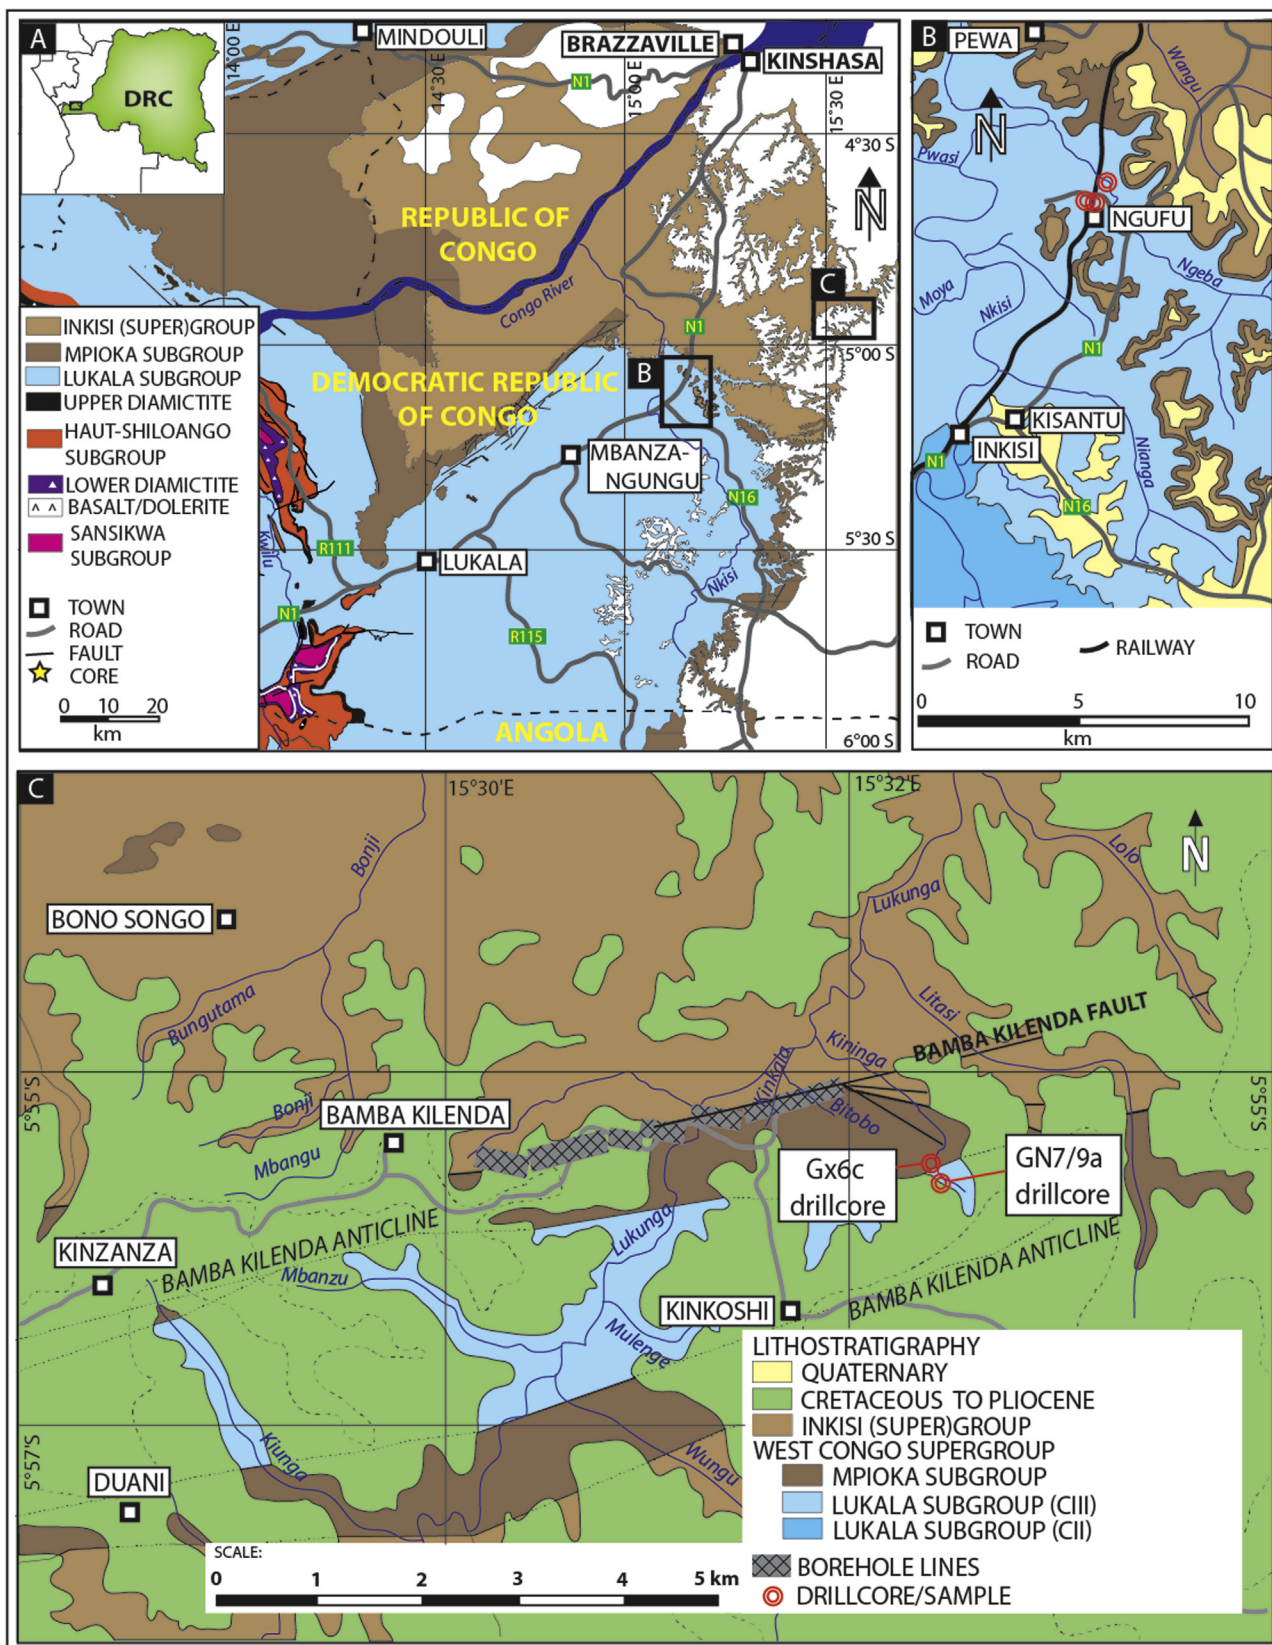 A
DRC
14°00 E
MINDOULI
BRAZZAVILLE
KINSHASA
N1
14°30 E
15°00 E
15°30 E
4°30 S
N
REPUBLIC OF
CONGO
Congo River
C
N1
5°00 S
DEMOCRATIC REPUBLIC
OF CONGO
B
MBANZA-
NGUNGU
N16
5°30 S
R111
LUKALA
Nkisi
Kwilu
N1
R115
ANGOLA
6°00 S
INKISI (SUPER)GROUP
MPIOKA SUBGROUP
LUKALA SUBGROUP
UPPER DIAMICTITE
HAUT-SHILOANGO
SUBGROUP
LOWER DIAMICTITE
BASALT/DOLERITE
SANSIKWA
SUBGROUP
TOWN
ROAD
FAULT
CORE
0 10 20
km
B
PEWA
Wangu
N
Pwasi
NGUFU
Ngeba
Moya
Nkisi
N1
KISANTU
INKISI
N1
Nianga
N16
TOWN
ROAD
RAILWAY
0 5 10
km
C
15°30'E
15°32'E
N
Bonji
Lolo
Lukunga
BONO SONGO
Bungutama
Litasi
BAMBA KILENDA FAULT
Kininga
Kinkala
5°55'S
5°55'S
Bonji
BAMBA KILENDA
Bitobo
Mbangu
Gx6c
drillcore
GN7/9a
drillcore
KINZANZA
BAMBA KILENDA ANTICLINE
Lukunga
Mbanzu
KINKOSHI
BAMBA KILENDA ANTICLINE
Mulenge
5°57'S
Kiunga
Wungu
DUANI
LITHOSTRATIGRAPHY
QUATERNARY
CRETACEOUS TO PLIOCENE
INKISI (SUPER)GROUP
WEST CONGO SUPERGROUP
MPIOKA SUBGROUP
LUKALA SUBGROUP (CIII)
LUKALA SUBGROUP (CII)
BOREHOLE LINES
DRILLCORE/SAMPLE
SCALE:
0 1 2 3 4 5 km